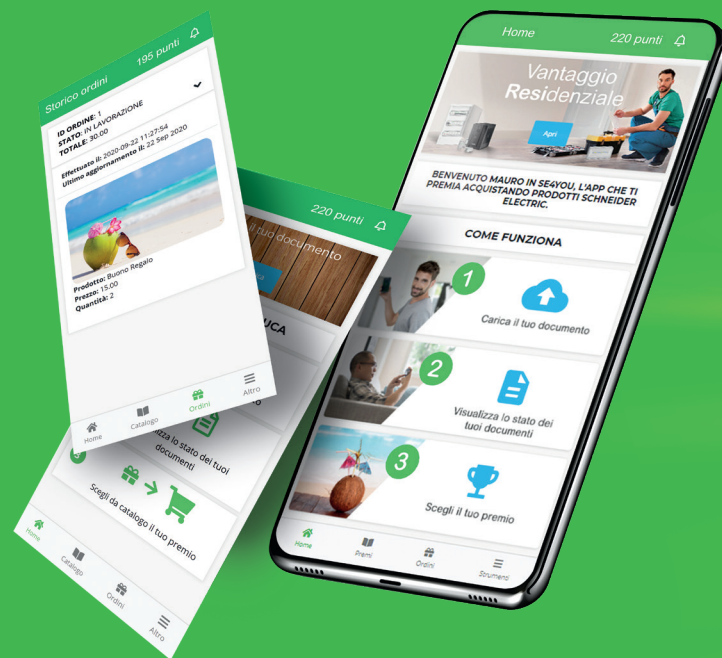 Storico ordini 195 punti
ID ORDINE: 1
STATO: IN LAVORAZIONE
TOTALE: 30.00
Effettuato il: 2020-09-22 11:27:54
Ultimo aggiornamento il: 22 Sep 2020
Prodotto: Buono Regalo
Prezzo: 15.00
Quantità: 2
Home Catalogo Ordini Altro
220 punti
il tuo documento
UCA
zza lo stato dei tuoi
documenti
Scegli da catalogo il tuo premio
Home Catalogo Ordini Altro
Home 220 punti
Vantaggio
Residenziale
Apri
BENVENUTO MAURO IN SE4YOU, L'APP CHE TI
PREMIA ACQUISTANDO PRODOTTI SCHNEIDER
ELECTRIC.
COME FUNZIONA
1
Carica il tuo documento
2
Visualizza lo stato dei
tuoi documenti
3
Scegli il tuo premio
Home Premi Ordini Strumenti